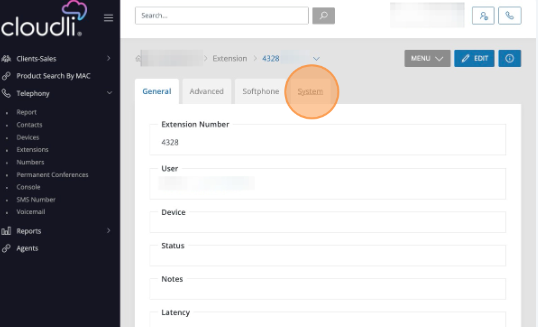 cloudli.
Search...
Clients-Sales
Product Search By MAC
Telephony
Report
Contacts
Devices
Extensions
Numbers
Permanent Conferences
Console
SMS Number
Voicemail
Reports
Agents
Extension
4328
MENU
EDIT
General
Advanced
Softphone
System
Extension Number
4328
User
Device
Status
Notes
Latency